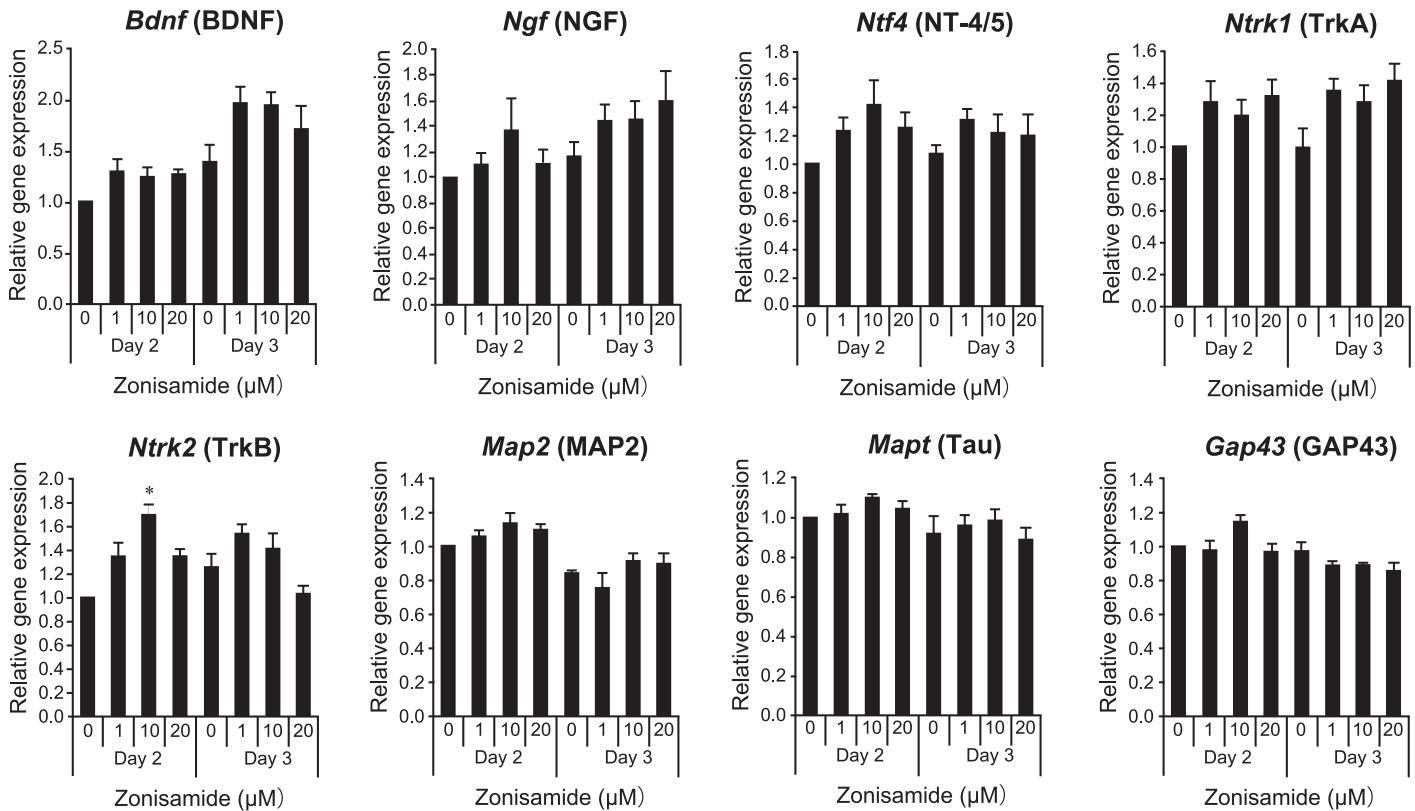 Bdnf (BDNF)
Relative gene expression
2.5
2.0
1.5
1.0
0.5
0.0
0 1 10 20 0 1 10 20
Day 2 Day 3
Zonisamide (µM)
Ngf (NGF)
Relative gene expression
2.0
1.8
1.6
1.4
1.2
1.0
0.8
0.6
0.4
0.2
0.0
0 1 10 20 0 1 10 20
Day 2 Day 3
Zonisamide (µM)
Ntf4 (NT-4/5)
Relative gene expression
1.8
1.6
1.4
1.2
1.0
1.2
0.8
0.6
0.4
0.0
0 1 10 20 0 1 10 20
Day 2 Day 3
Zonisamide (µM)
Ntrk1 (TrkA)
Relative gene expression
1.6
1.4
1.2
1.0
0.8
0.6
0.4
0.2
0.0
0 1 10 20 0 1 10 20
Day 2 Day 3
Zonisamide (µM)
Ntrk2 (TrkB)
Relative gene expression
2.0
1.8
1.6
1.4
1.2
1.0
0.8
0.6
0.4
0.2
0.0
*
0 1 10 20 0 1 10 20
Day 2 Day 3
Zonisamide (µM)
Map2 (MAP2)
Relative gene expression
1.4
1.2
1.0
0.8
0.6
0.4
0.2
0.0
0 1 10 20 0 1 10 20
Day 2 Day 3
Zonisamide (µM)
Mapt (Tau)
Relative gene expression
1.2
1.0
0.8
0.6
0.4
0.2
0.0
0 1 10 20 0 1 10 20
Day 2 Day 3
Zonisamide (µM)
Gap43 (GAP43)
Relative gene expression
1.4
1.2
1.0
0.8
0.6
0.4
0.2
0.0
0 1 10 20 0 1 10 20
Day 2 Day 3
Zonisamide (µM)